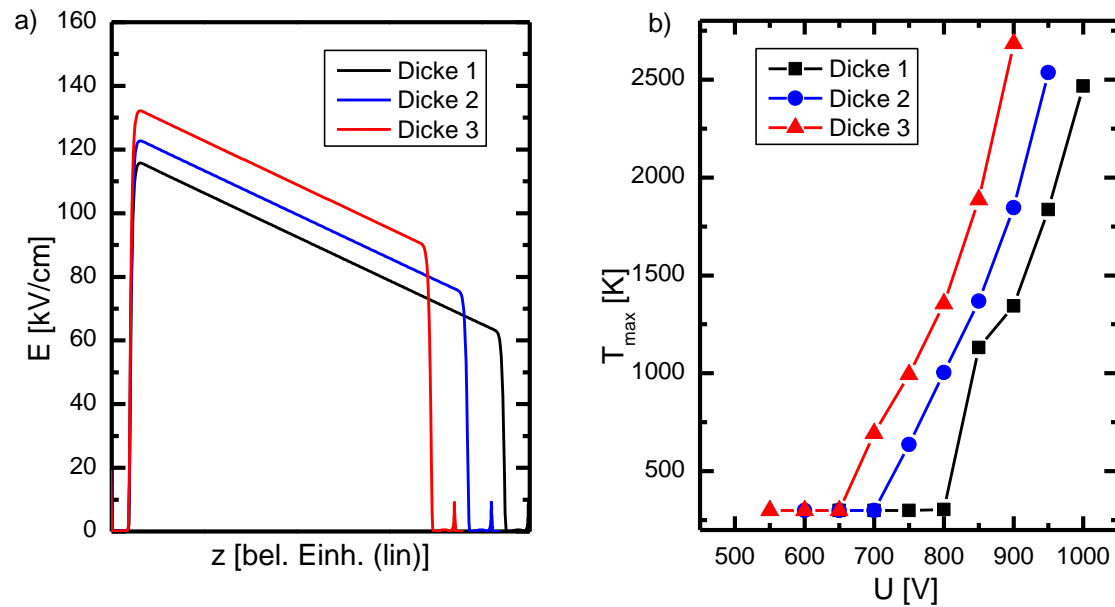 a)
160
140
120
100
80
60
40
20
0
E [kV/cm]
z [bel. Einh. (lin)]
Dicke 1
Dicke 2
Dicke 3
b)
2500
2000
1500
1000
500
T_max [K]
500 600 700 800 900 1000
U [V]
Dicke 1
Dicke 2
Dicke 3